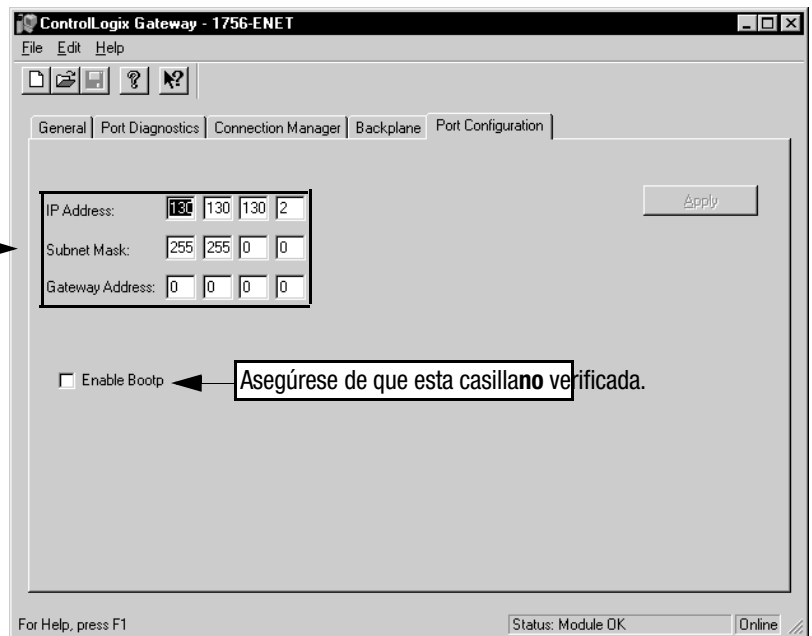 ControlLogix Gateway - 1756-ENET
File Edit Help
General Port Diagnostics Connection Manager Backplane Port Configuration
IP Address: 130 130 130 2
Apply
Subnet Mask: 255 255 0 0
Gateway Address: 0 0 0 0
Enable Bootp
Asegúrese de que esta casillano verificada.
For Help, press F1
Status: Module OK
Online